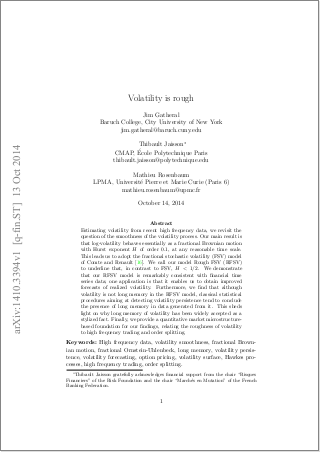 arXiv:1410.3394v1 [q-fin.ST] 13 Oct 2014
Volatility is rough
Jim Gatheral
Baruch College, City University of New York
jim.gatheral@baruch.cuny.edu
Thibault Jaisson*
CMAP, École Polytechnique Paris
thibault.jaisson@polytechnique.edu
Mathieu Rosenbaum
LPMA, Université Pierre et Marie Curie (Paris 6)
mathieu.rosenbaum@upmc.fr
October 14, 2014
Abstract
Estimating volatility from recent high frequency data, we revisit the
question of the smoothness of the volatility process. Our main result is
that log-volatility behaves essentially as a fractional Brownian motion
with Hurst exponent H of order 0.1, at any reasonable time scale.
This leads us to adopt the fractional stochastic volatility (FSV) model
of Comte and Renault. We call our model Rough FSV (RFSV)
to underline that, in contrast to FSV, H < 1/2. We demonstrate
that our RFSV model is remarkably consistent with financial time
series data; one application is that it enables us to obtain improved
forecasts of realized volatility. Furthermore, we find that although
volatility is not long memory in the RFSV model, classical statistical
procedures aiming at detecting volatility persistence tend to conclude
the presence of long memory in data generated from it. This sheds
light on why long memory of volatility has been widely accepted as a
stylized fact. Finally, we provide a quantitative market microstructure-
based foundation for our findings, relating the roughness of volatility
to high frequency trading and order splitting.
Keywords: High frequency data, volatility smoothness, fractional Brown-
ian motion, fractional Ornstein-Uhlenbeck, long memory, volatility persis-
tence, volatility forecasting, option pricing, volatility surface, Hawkes pro-
cesses, high frequency trading, order splitting.
*Thibault Jaisson gratefully acknowledges financial support from the chair "Risques
Financiers" of the Risk Foundation and the chair "Marchés en Mutation" of the French
Banking Federation.
1